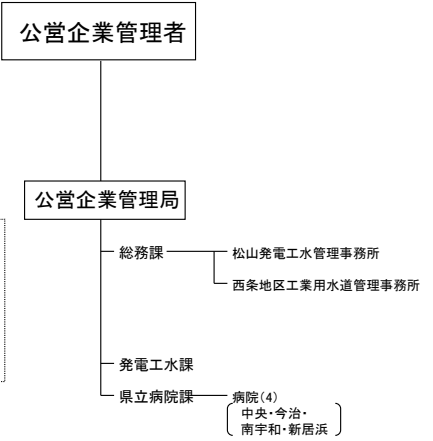 公営企業管理者
公営企業管理局
総務課
松山発電工水管理事務所
西条地区工業用水道管理事務所
発電工水課
県立病院課
病院(4)
中央・今治・
南宇和・新居浜